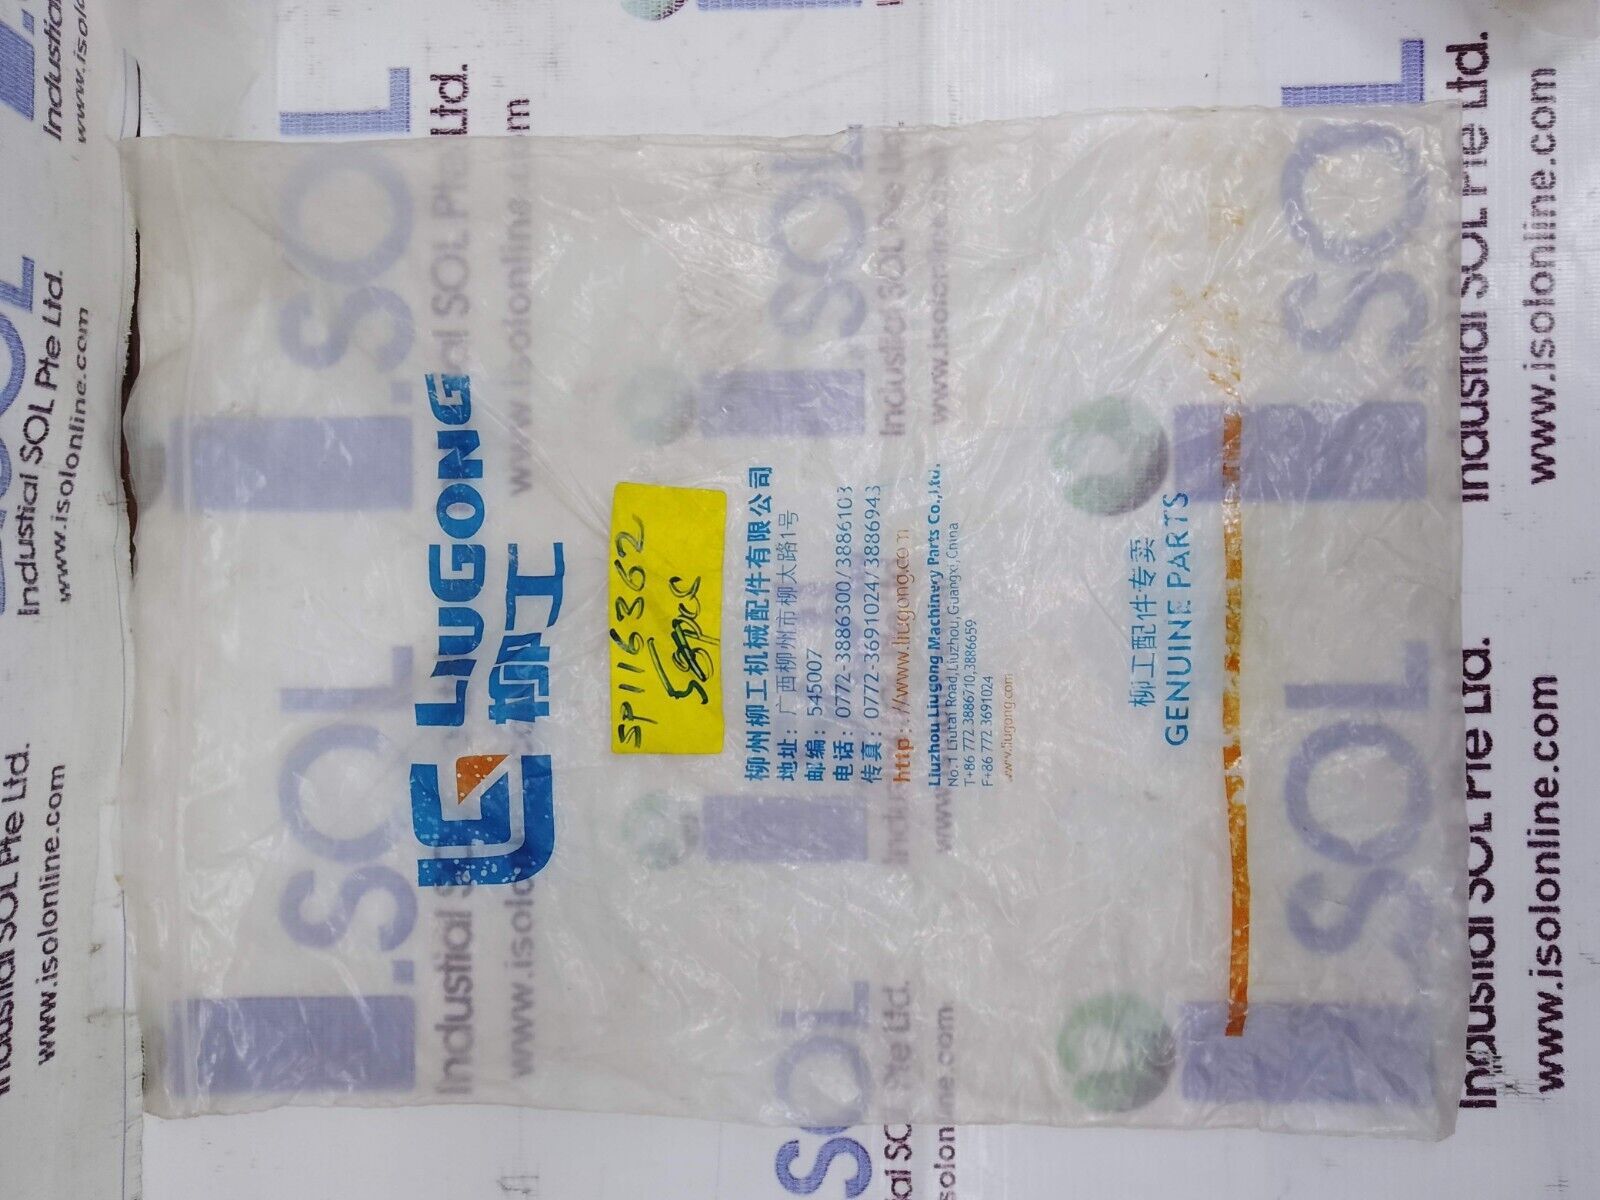 LIUGONG
柳工
SP116362
5pcs
柳州柳工机械配件有限公司
地址：广西柳州市柳太路1号
邮编：545007
电话：0772-3886300/3886103
传真：0772-3691024/3886943
http://www.liugong.com
Liuzhou Liugong Machinery Parts Co.,Ltd.
No.1 Liutai Road,Liuzhou,Guangxi,China
T+86 772 3886710,3886659
F+86 772 3691024
www.liugong.com
柳工配件专卖
GENUINE PARTS
I.SOL
Industial SOL Pte Ltd.
www.isolonline.com